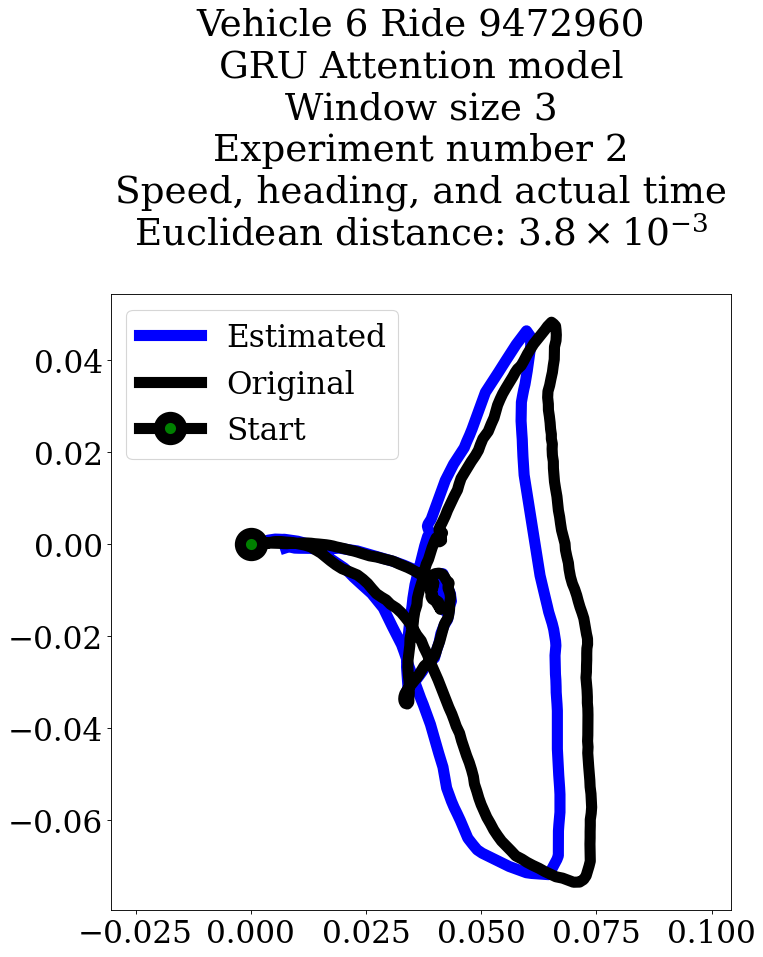 Vehicle 6 Ride 9472960
GRU Attention model
Window size 3
Experiment number 2
Speed, heading, and actual time
Euclidean distance: 3.8 × 10⁻³
Estimated
Original
Start
0.04
0.02
0.00
−0.02
−0.04
−0.06
−0.025 0.000 0.025 0.050 0.075 0.100